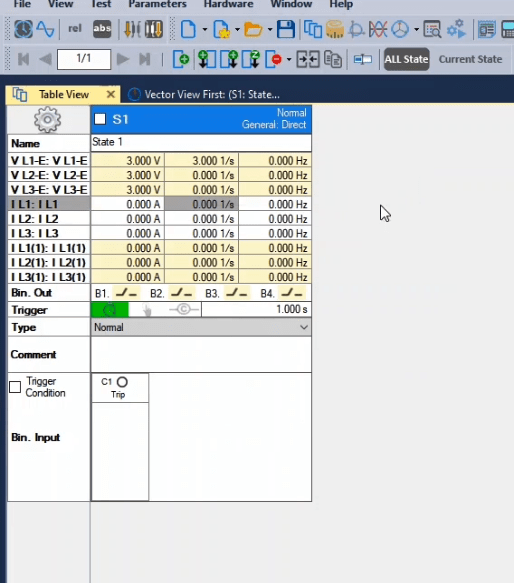 File View Test Parameters Hardware Window Help
rel abs
1/1 ALL State Current State
Table View × Vector View First: (S1: State...
S1 Normal
General: Direct
Name State 1
V L1-E: V L1-E 3.000 V 3.000 1/s 0.000 Hz
V L2-E: V L2-E 3.000 V 0.000 1/s 0.000 Hz
V L3-E: V L3-E 3.000 V 0.000 1/s 0.000 Hz
I L1: I L1 0.000 A 0.000 1/s 0.000 Hz
I L2: I L2 0.000 A 0.000 1/s 0.000 Hz
I L3: I L3 0.000 A 0.000 1/s 0.000 Hz
I L1(1): I L1(1) 0.000 A 0.000 1/s 0.000 Hz
I L2(1): I L2(1) 0.000 A 0.000 1/s 0.000 Hz
I L3(1): I L3(1) 0.000 A 0.000 1/s 0.000 Hz
Bin. Out B1. B2. B3. B4.
Trigger C 1.000 s
Type Normal
Comment
Trigger
Condition
C1
Trip
Bin. Input